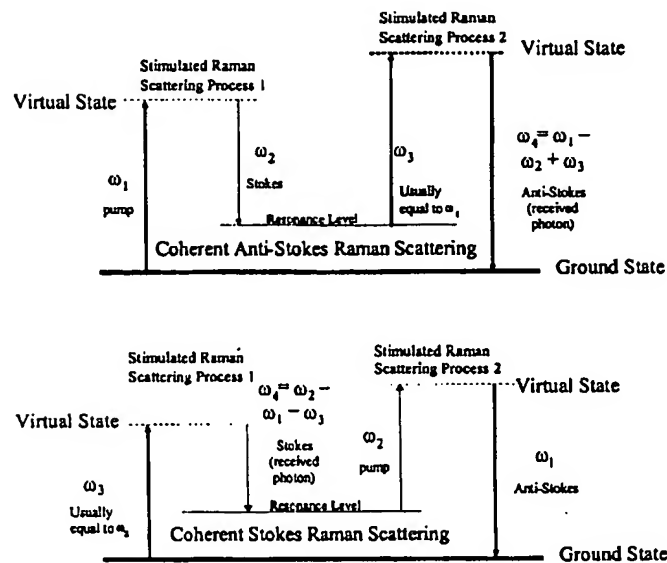 Stimulated Raman
Scattering Process 2
Virtual State
Stimulated Raman
Scattering Process 1
Virtual State
ω₂
Stokes
ω₃
ω₄= ω₁ −
ω₂ + ω₃
ω₁
pump
Usually
equal to ω₁
Anti-Stokes
(received
photon)
Resonance Level
Coherent Anti-Stokes Raman Scattering
Ground State
Stimulated Raman
Scattering Process 1
Stimulated Raman
Scattering Process 2
Virtual State
ω₄= ω₂ −
ω₁ − ω₃
Virtual State
Stokes
(received
photon)
ω₂
pump
ω₁
Anti-Stokes
ω₃
Usually
equal to ω₂
Resonance Level
Coherent Stokes Raman Scattering
Ground State